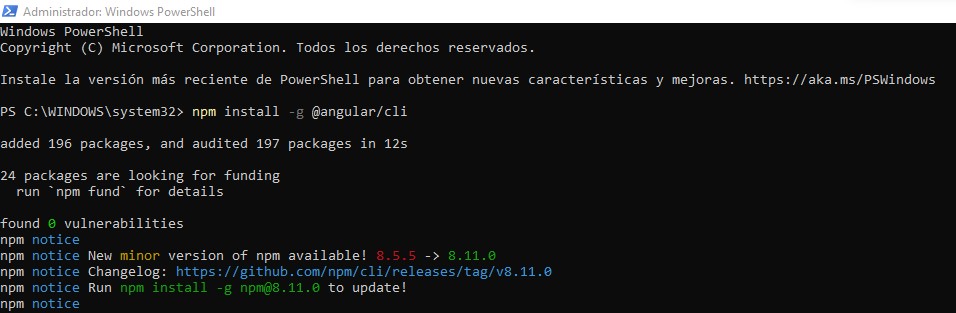 Administrador: Windows PowerShell
Windows PowerShell
Copyright (C) Microsoft Corporation. Todos los derechos reservados.
Instale la versión más reciente de PowerShell para obtener nuevas características y mejoras. https://aka.ms/PSWindows
PS C:\WINDOWS\system32> npm install -g @angular/cli
added 196 packages, and audited 197 packages in 12s
24 packages are looking for funding
  run `npm fund` for details
found 0 vulnerabilities
npm notice
npm notice New minor version of npm available! 8.5.5 -> 8.11.0
npm notice Changelog: https://github.com/npm/cli/releases/tag/v8.11.0
npm notice Run npm install -g npm@8.11.0 to update!
npm notice